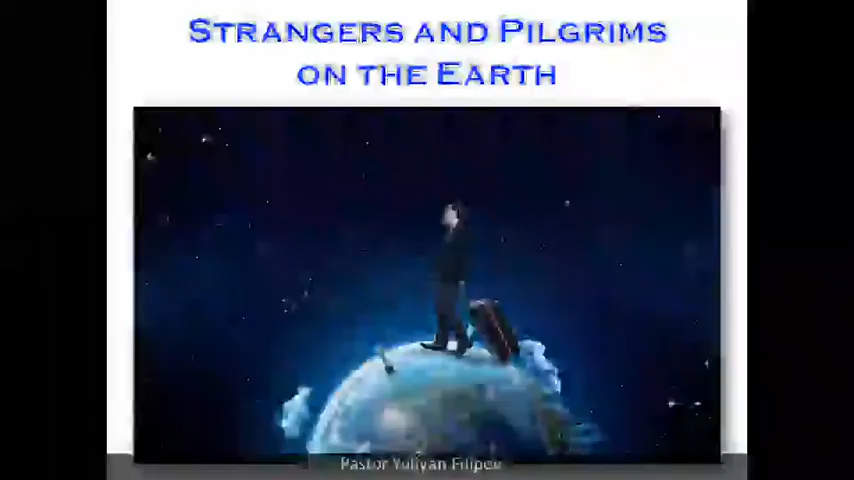 Strangers and Pilgrims
on the Earth
Pastor Yuliyan Filipov